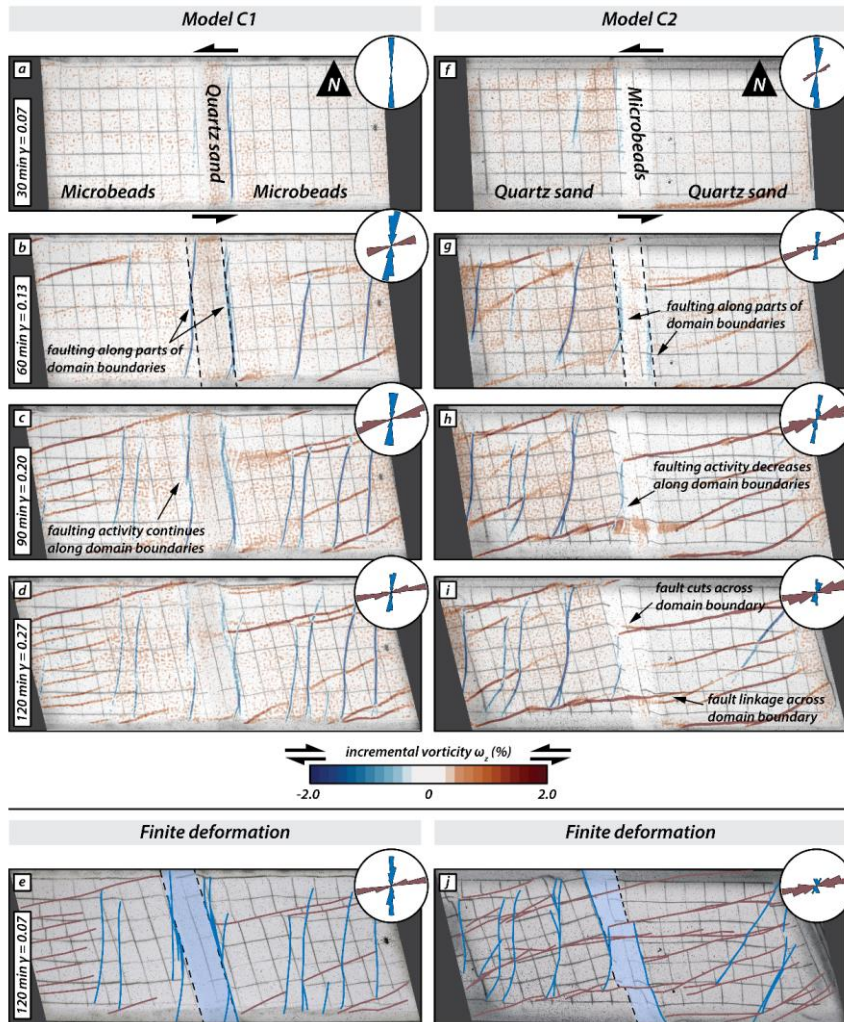 Model C1
Model C2
a
N
Quartz sand
Microbeads
Microbeads
30 min γ = 0.07
f
N
Microbeads
Quartz sand
Quartz sand
b
faulting along parts of
domain boundaries
60 min γ = 0.13
g
faulting along parts of
domain boundaries
c
faulting activity continues
along domain boundaries
90 min γ = 0.20
h
faulting activity decreases
along domain boundaries
d
120 min γ = 0.27
i
fault cuts across
domain boundary
fault linkage across
domain boundary
incremental vorticity ω_z (%)
-2.0
0
2.0
Finite deformation
Finite deformation
e
120 min γ = 0.07
j